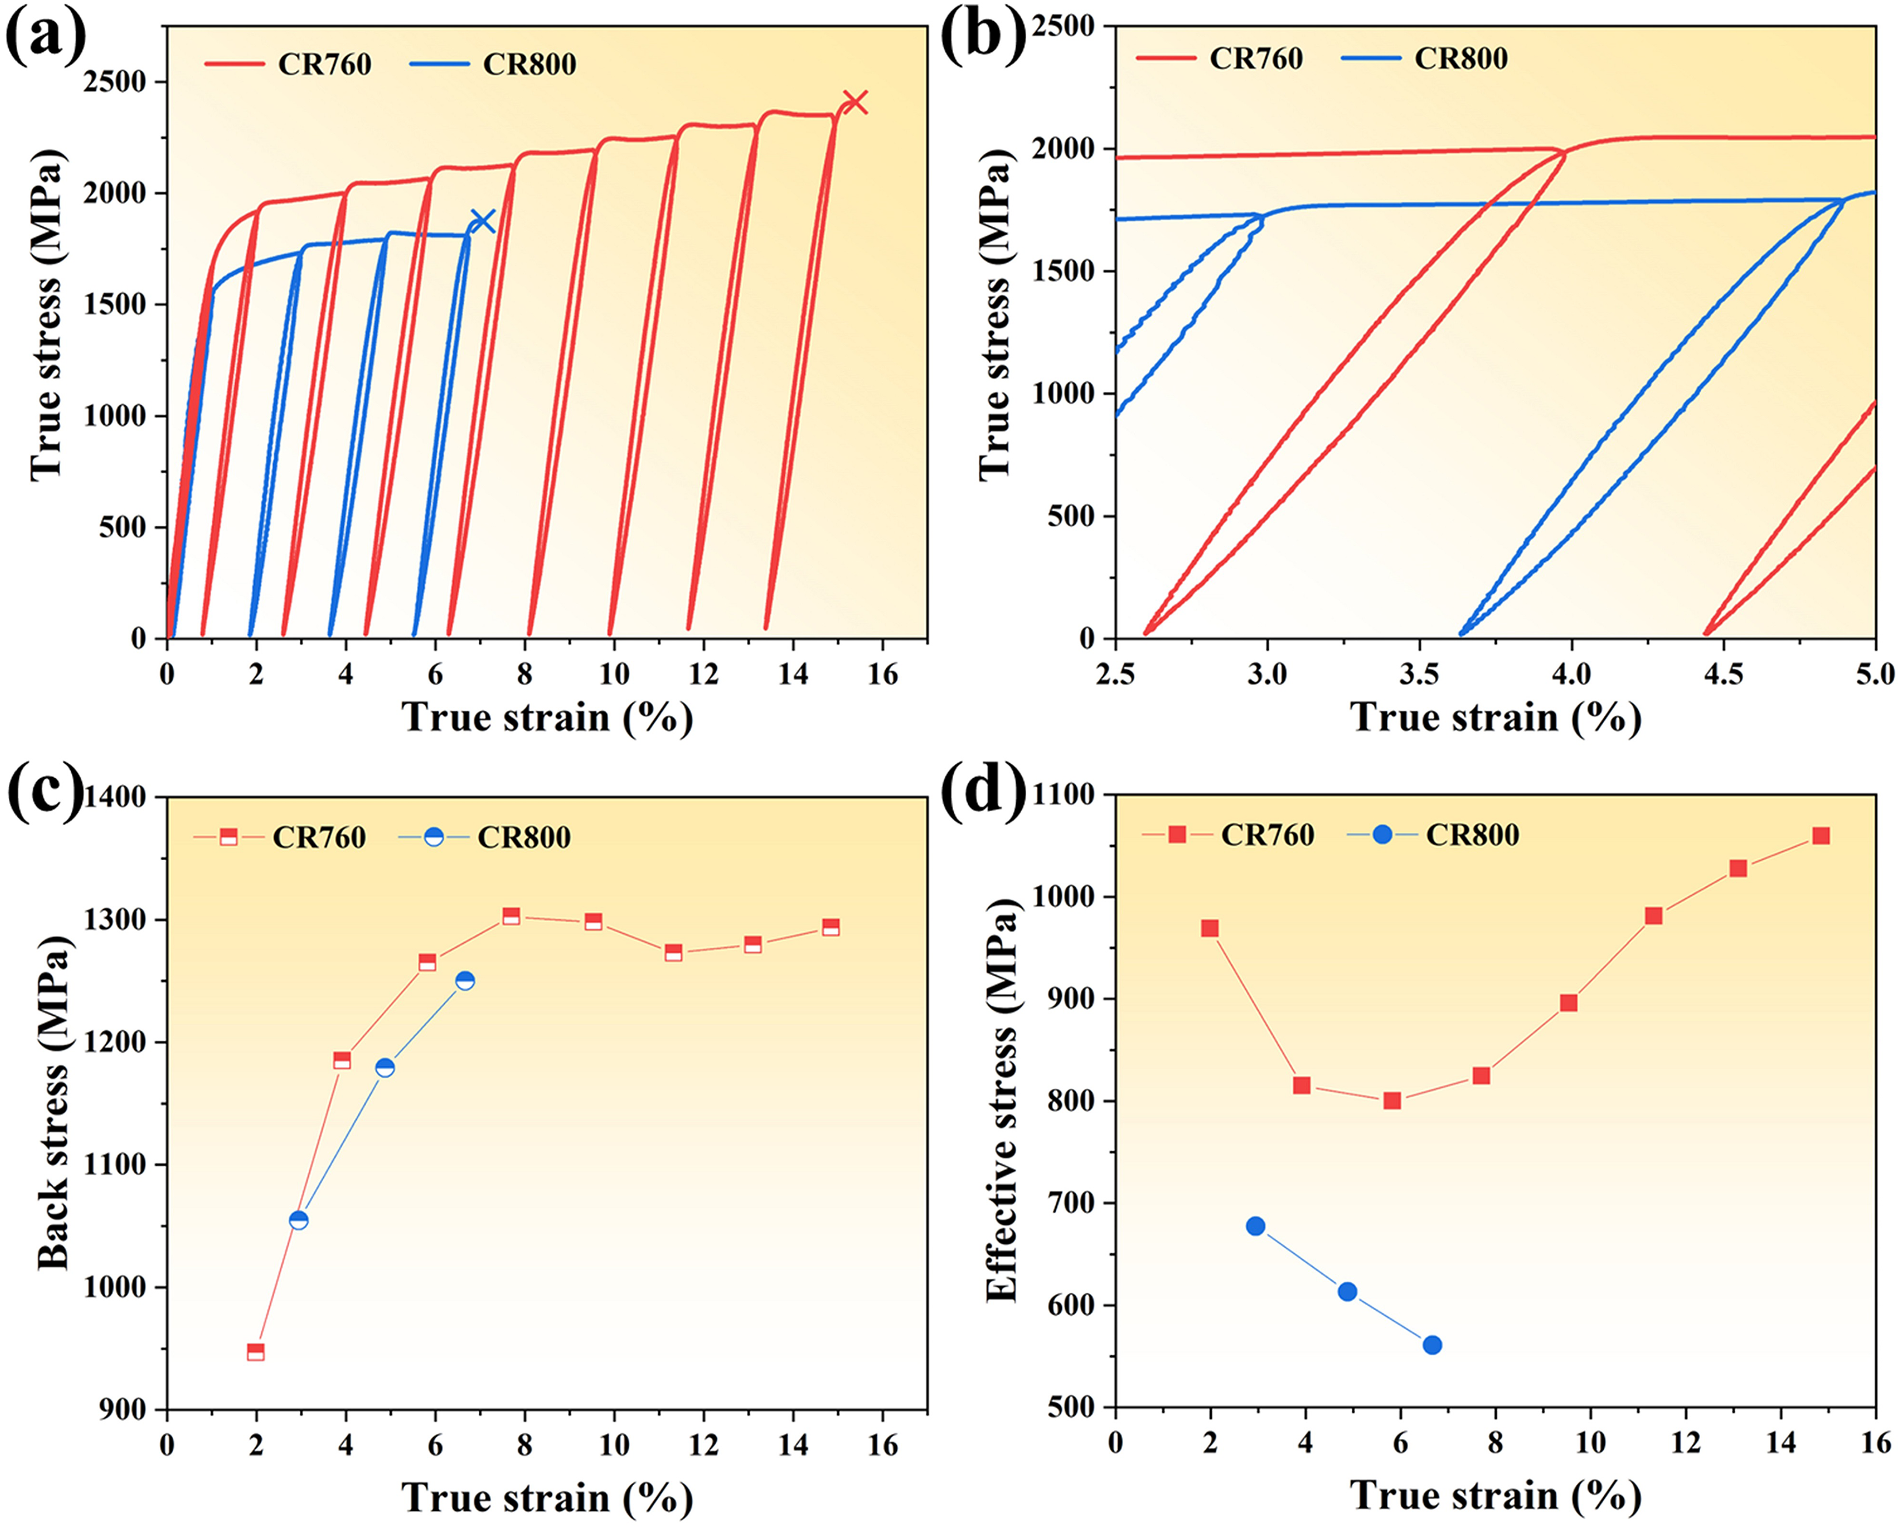 (a)
CR760 CR800
2500
2000
1500
1000
500
0
True stress (MPa)
0 2 4 6 8 10 12 14 16
True strain (%)
(b)
CR760 CR800
2500
2000
1500
1000
500
0
True stress (MPa)
2.5 3.0 3.5 4.0 4.5 5.0
True strain (%)
(c)
CR760 CR800
1400
1300
1200
1100
1000
900
Back stress (MPa)
0 2 4 6 8 10 12 14 16
True strain (%)
(d)
CR760 CR800
1100
1000
900
800
700
600
500
Effective stress (MPa)
0 2 4 6 8 10 12 14 16
True strain (%)